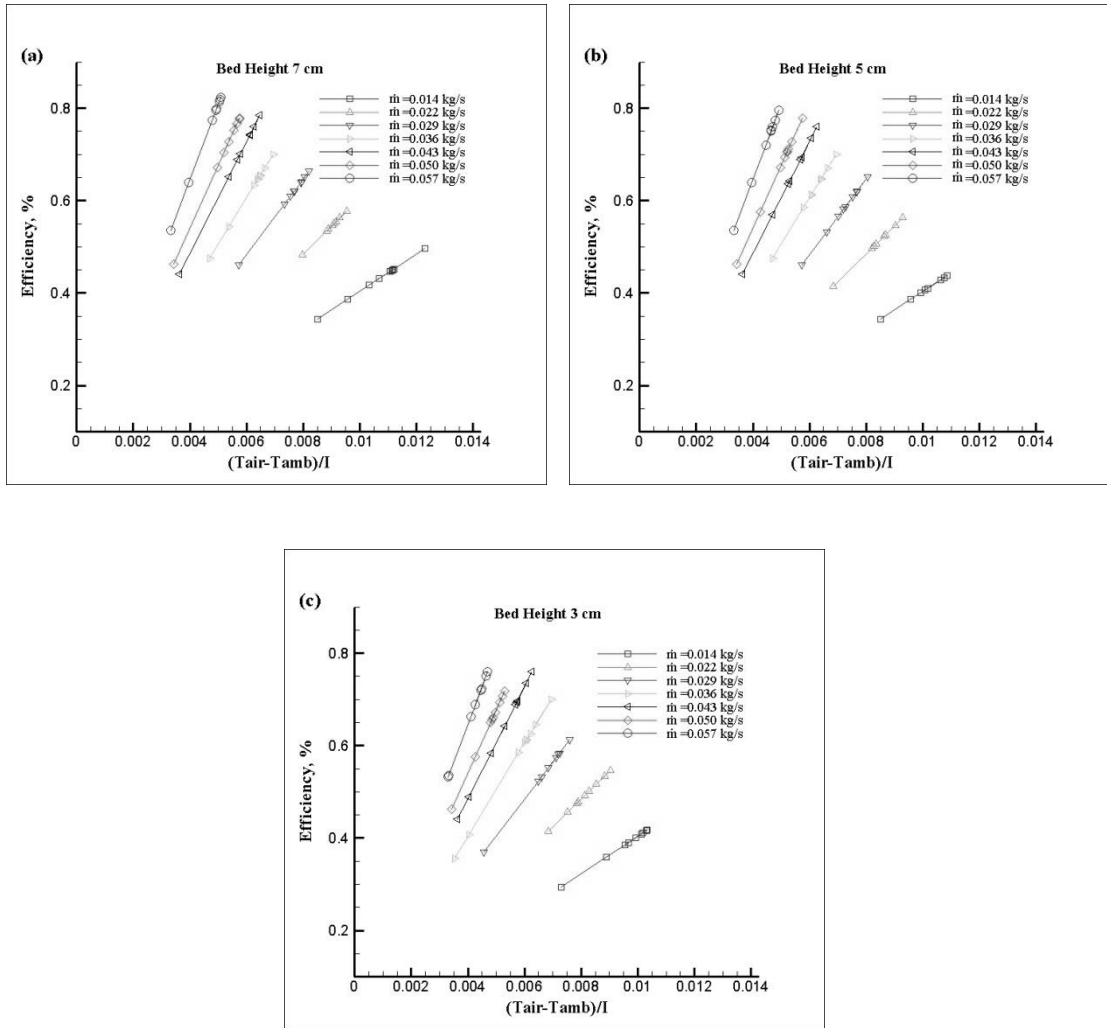 (a)
Bed Height 7 cm
ṁ=0.014 kg/s
ṁ=0.022 kg/s
ṁ=0.029 kg/s
ṁ=0.036 kg/s
ṁ=0.043 kg/s
ṁ=0.050 kg/s
ṁ=0.057 kg/s
Efficiency, %
0.8
0.6
0.4
0.2
0 0.002 0.004 0.006 0.008 0.01 0.012 0.014
(Tair-Tamb)/I
(b)
Bed Height 5 cm
ṁ=0.014 kg/s
ṁ=0.022 kg/s
ṁ=0.029 kg/s
ṁ=0.036 kg/s
ṁ=0.043 kg/s
ṁ=0.050 kg/s
ṁ=0.057 kg/s
Efficiency, %
0.8
0.6
0.4
0.2
0 0.002 0.004 0.006 0.008 0.01 0.012 0.014
(Tair-Tamb)/I
(c)
Bed Height 3 cm
ṁ=0.014 kg/s
ṁ=0.022 kg/s
ṁ=0.029 kg/s
ṁ=0.036 kg/s
ṁ=0.043 kg/s
ṁ=0.050 kg/s
ṁ=0.057 kg/s
Efficiency, %
0.8
0.6
0.4
0.2
0 0.002 0.004 0.006 0.008 0.01 0.012 0.014
(Tair-Tamb)/I